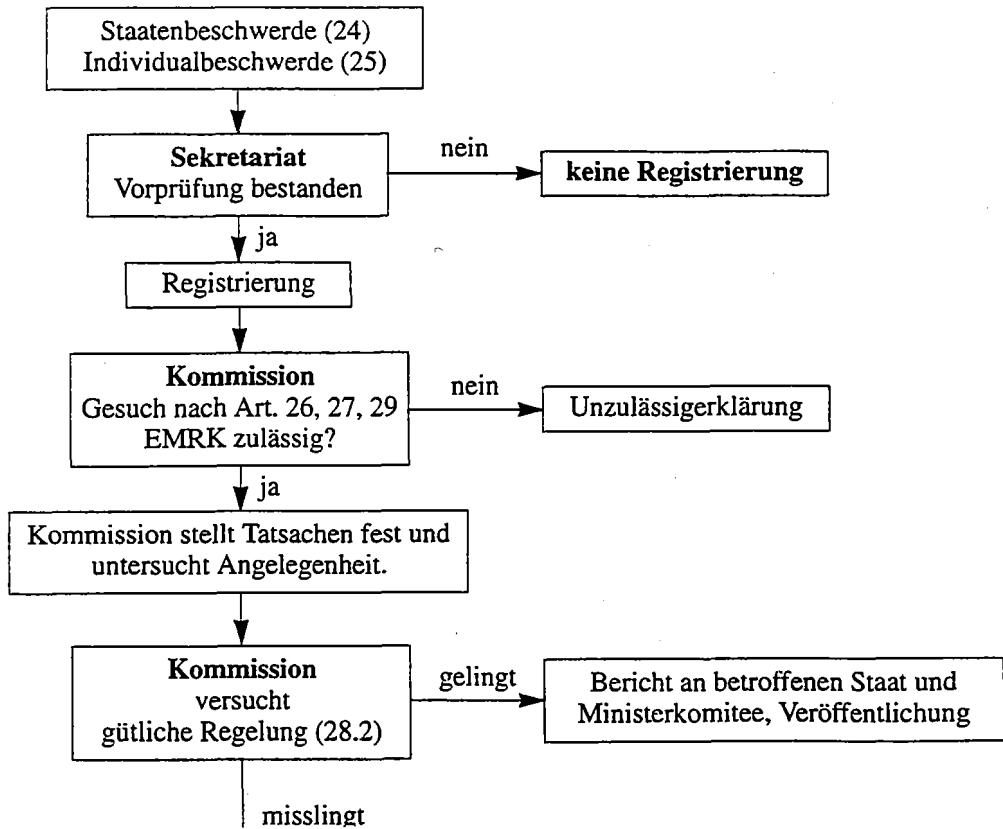 Staatenbeschwerde (24)
Individualbeschwerde (25)
Sekretariat
Vorprüfung bestanden
nein
keine Registrierung
ja
Registrierung
Kommission
Gesuch nach Art. 26, 27, 29
EMRK zulässig?
nein
Unzulässigerklärung
ja
Kommission stellt Tatsachen fest und
untersucht Angelegenheit.
Kommission
versucht
gütliche Regelung (28.2)
gelingt
Bericht an betroffenen Staat und
Ministerkomitee, Veröffentlichung
misslingt